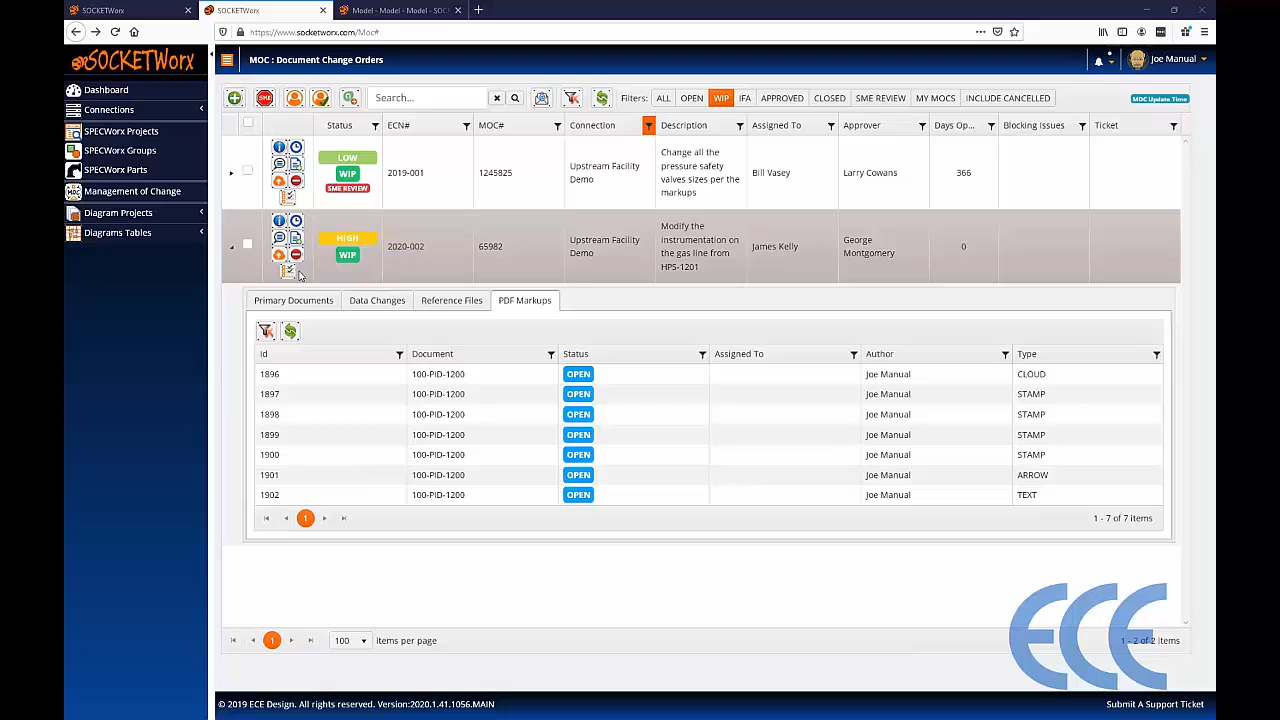 SOCKETWorx
SOCKETWorx
Model - Model - Model - SOC
https://www.socketworx.com/Moc#
SOCKETWorx
MOC : Document Change Orders
Joe Manual
Dashboard
Connections
SPECWorx Projects
SPECWorx Groups
SPECWorx Parts
Management of Change
Diagram Projects
Diagrams Tables
SME
Search...
Filters: ALL OPEN WIP IFA APPROVED CLOSED SME REVIEW MY MOCS INCLUDE CANCELLED
MOC Update Time
Status ECN# MOC# Connection Description Assigned To Approver Days Op... Blocking Issues Ticket
LOW
WIP
SME REVIEW
2019-001
1245825
Upstream Facility
Demo
Change all the
pressure safety
valves sizes per the
markups
Bill Vasey
Larry Cowans
366
HIGH
WIP
2020-002
65982
Upstream Facility
Demo
Modify the
instrumentation on
the gas line from
HPS-1201
James Kelly
George
Montgomery
0
Primary Documents Data Changes Reference Files PDF Markups
Id Document Status Assigned To Author Type
1896 100-PID-1200 OPEN Joe Manual CLOUD
1897 100-PID-1200 OPEN Joe Manual STAMP
1898 100-PID-1200 OPEN Joe Manual STAMP
1899 100-PID-1200 OPEN Joe Manual STAMP
1900 100-PID-1200 OPEN Joe Manual STAMP
1901 100-PID-1200 OPEN Joe Manual ARROW
1902 100-PID-1200 OPEN Joe Manual TEXT
1
1 - 7 of 7 items
1
100 items per page
1 - 2 of 2 items
ECE
© 2019 ECE Design. All rights reserved. Version:2020.1.41.1056.MAIN
Submit A Support Ticket